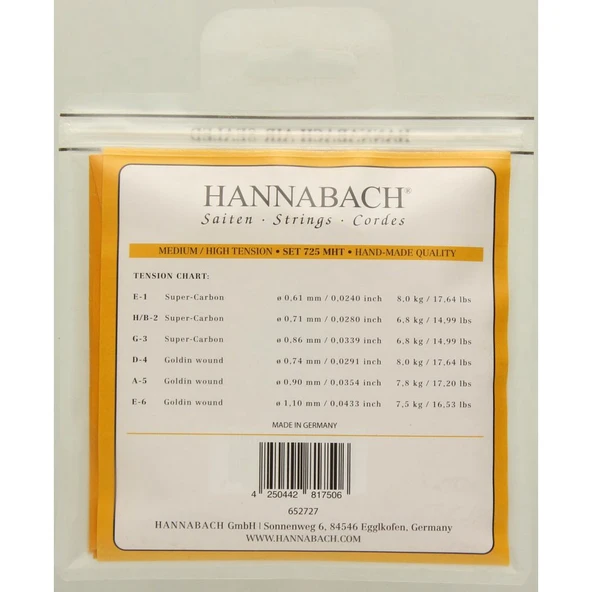 HANNABACH AIR SEALED
HANNABACH®
Saiten · Strings · Cordes
MEDIUM / HIGH TENSION • SET 725 MHT • HAND-MADE QUALITY
TENSION CHART:
E-1 Super-Carbon ø 0,61 mm / 0,0240 inch 8,0 kg / 17,64 lbs
H/B-2 Super-Carbon ø 0,71 mm / 0,0280 inch 6,8 kg / 14,99 lbs
G-3 Super-Carbon ø 0,86 mm / 0,0339 inch 6,8 kg / 14,99 lbs
D-4 Goldin wound ø 0,74 mm / 0,0291 inch 8,0 kg / 17,64 lbs
A-5 Goldin wound ø 0,90 mm / 0,0354 inch 7,8 kg / 17,20 lbs
E-6 Goldin wound ø 1,10 mm / 0,0433 inch 7,5 kg / 16,53 lbs
MADE IN GERMANY
4 250442 817506
652727
HANNABACH GmbH | Sonnenweg 6, 84546 Egglkofen, Germany
WWW.HANNABACH.COM